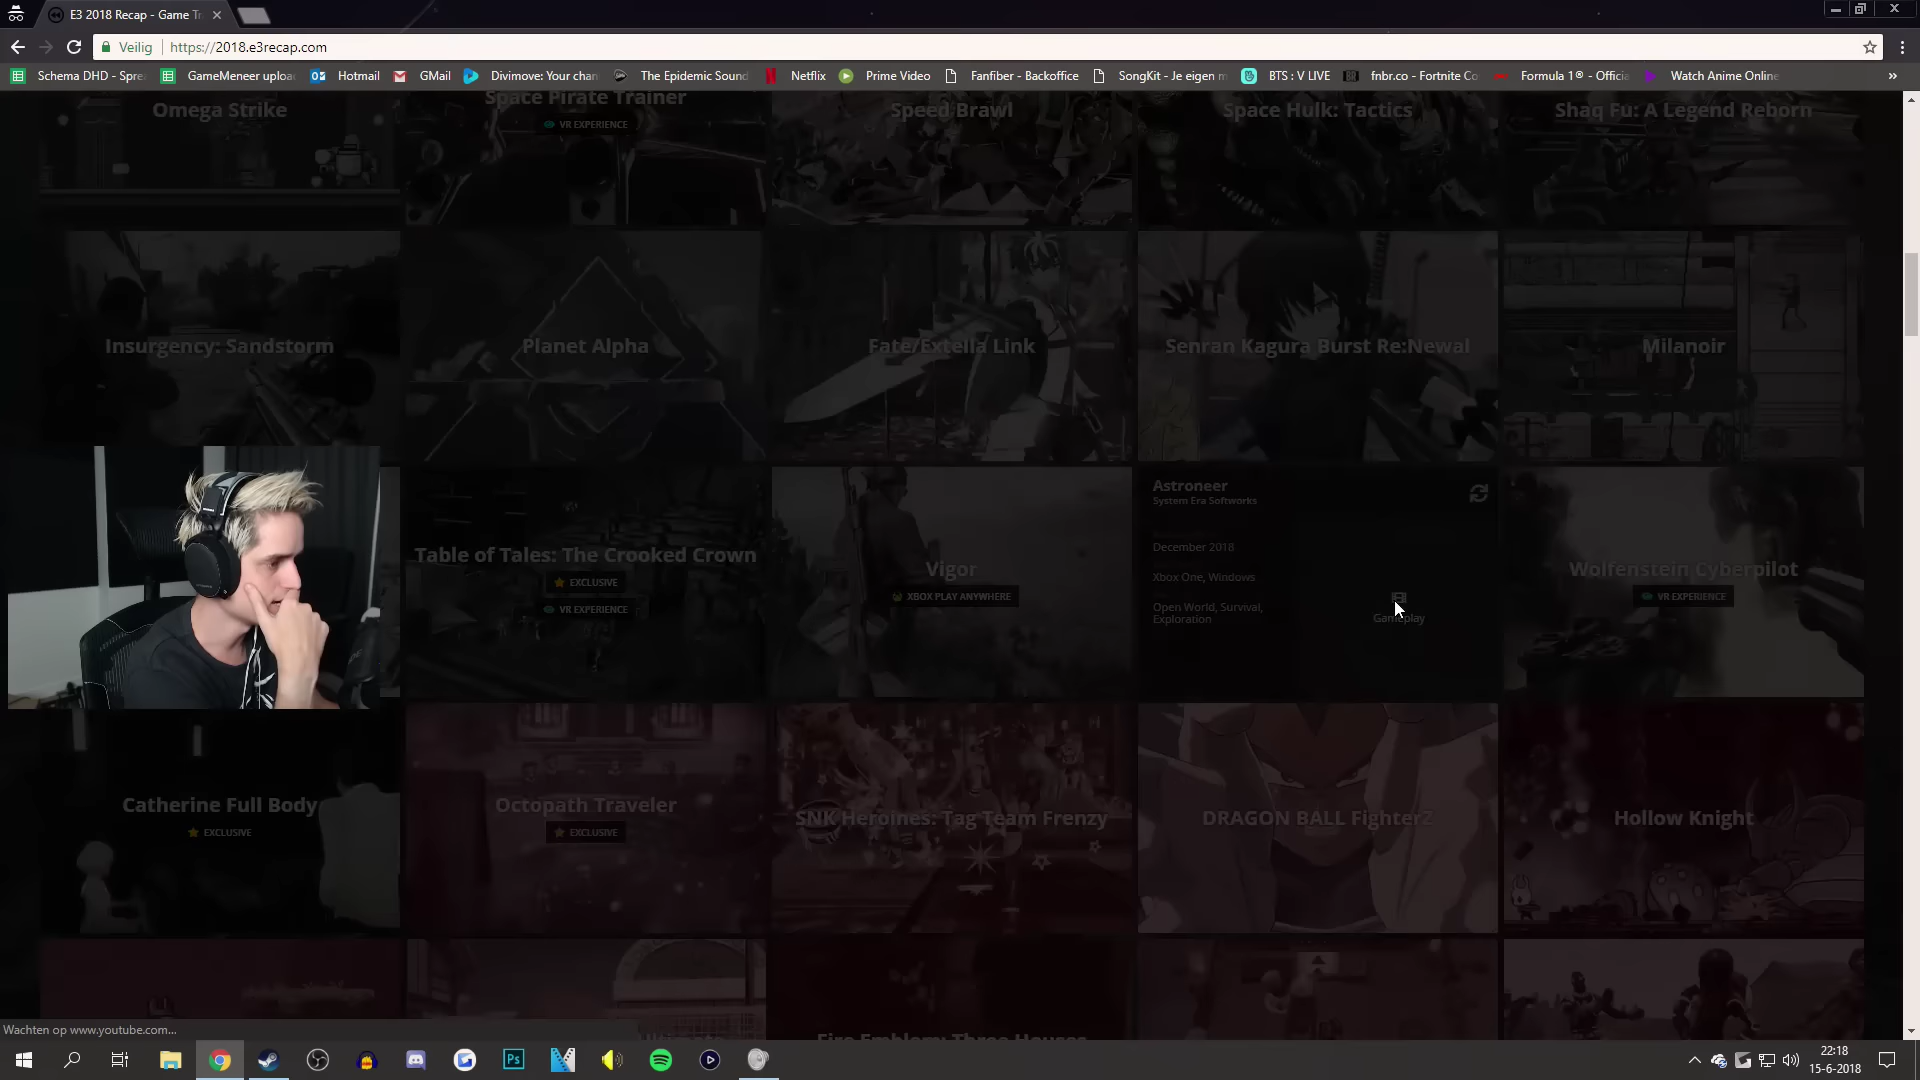 E3 2018 Recap - Game Tr
Veilig
https://2018.e3recap.com
Schema DHD - Spre
GameMeneer uploa
Hotmail
GMail
Divimove: Your chan
The Epidemic Sound
Netflix
Prime Video
Fanfiber - Backoffice
SongKit - Je eigen m
BTS : V LIVE
fnbr.co - Fortnite Co
Formula 1® - Officia
Watch Anime Online
»
Omega Strike
Space Pirate Trainer
VR EXPERIENCE
Speed Brawl
Space Hulk: Tactics
Shaq Fu: A Legend Reborn
Insurgency: Sandstorm
Planet Alpha
Fate/Extella Link
Senran Kagura Burst Re:Newal
Milanoir
Table of Tales: The Crooked Crown
EXCLUSIVE
VR EXPERIENCE
Vigor
XBOX PLAY ANYWHERE
Astroneer
System Era Softworks
December 2018
Xbox One, Windows
Open World, Survival,
Exploration
Gameplay
Wolfenstein Cyberpilot
VR EXPERIENCE
Catherine Full Body
EXCLUSIVE
Octopath Traveler
EXCLUSIVE
SNK Heroines: Tag Team Frenzy
DRAGON BALL FighterZ
Hollow Knight
Ultimate
Fire Emblem: Three Houses
Wachten op www.youtube.com...
Ps
22:18
15-6-2018